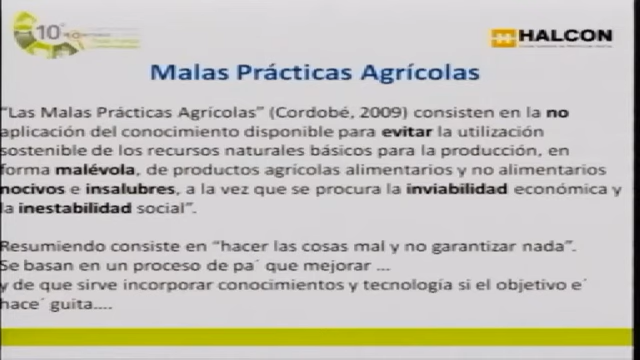 10°
HALCON
Malas Prácticas Agrícolas
“Las Malas Prácticas Agrícolas” (Cordobé, 2009) consisten en la no
aplicación del conocimiento disponible para evitar la utilización
sostenible de los recursos naturales básicos para la producción, en
forma malévola, de productos agrícolas alimentarios y no alimentarios
nocivos e insalubres, a la vez que se procura la inviabilidad económica y
la inestabilidad social”.
Resumiendo consiste en “hacer las cosas mal y no garantizar nada”.
Se basan en un proceso de pa´ que mejorar ...
y de que sirve incorporar conocimientos y tecnología si el objetivo e´
hace´ guita....